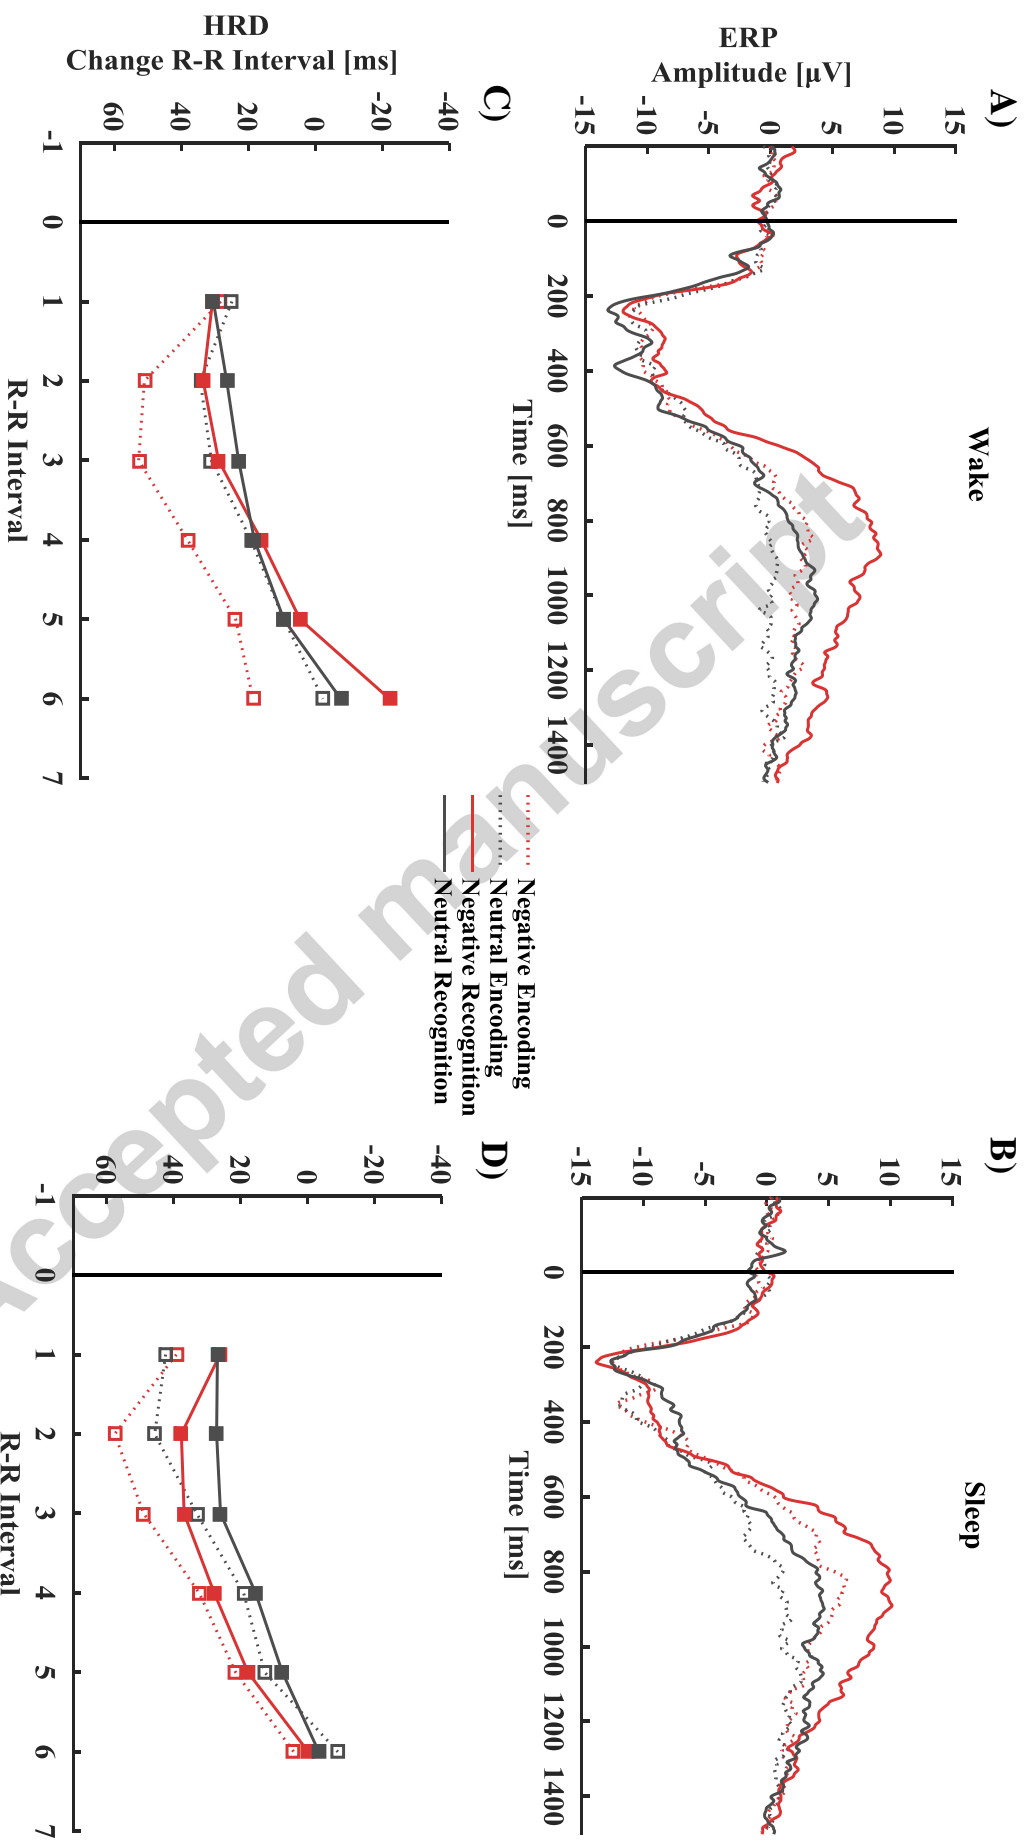 A)
Wake
ERP
Amplitude [µV]
15
10
5
0
-5
-10
-15
0 200 400 600 800 1000 1200 1400
Time [ms]
B)
Sleep
15
10
5
0
-5
-10
-15
0 200 400 600 800 1000 1200 1400
Time [ms]
Negative Encoding
Neutral Encoding
Negative Recognition
Neutral Recognition
C)
HRD
Change R-R Interval [ms]
-40
-20
0
20
40
60
-1 0 1 2 3 4 5 6 7
R-R Interval
D)
-40
-20
0
20
40
60
-1 0 1 2 3 4 5 6 7
R-R Interval
Accepted manuscript